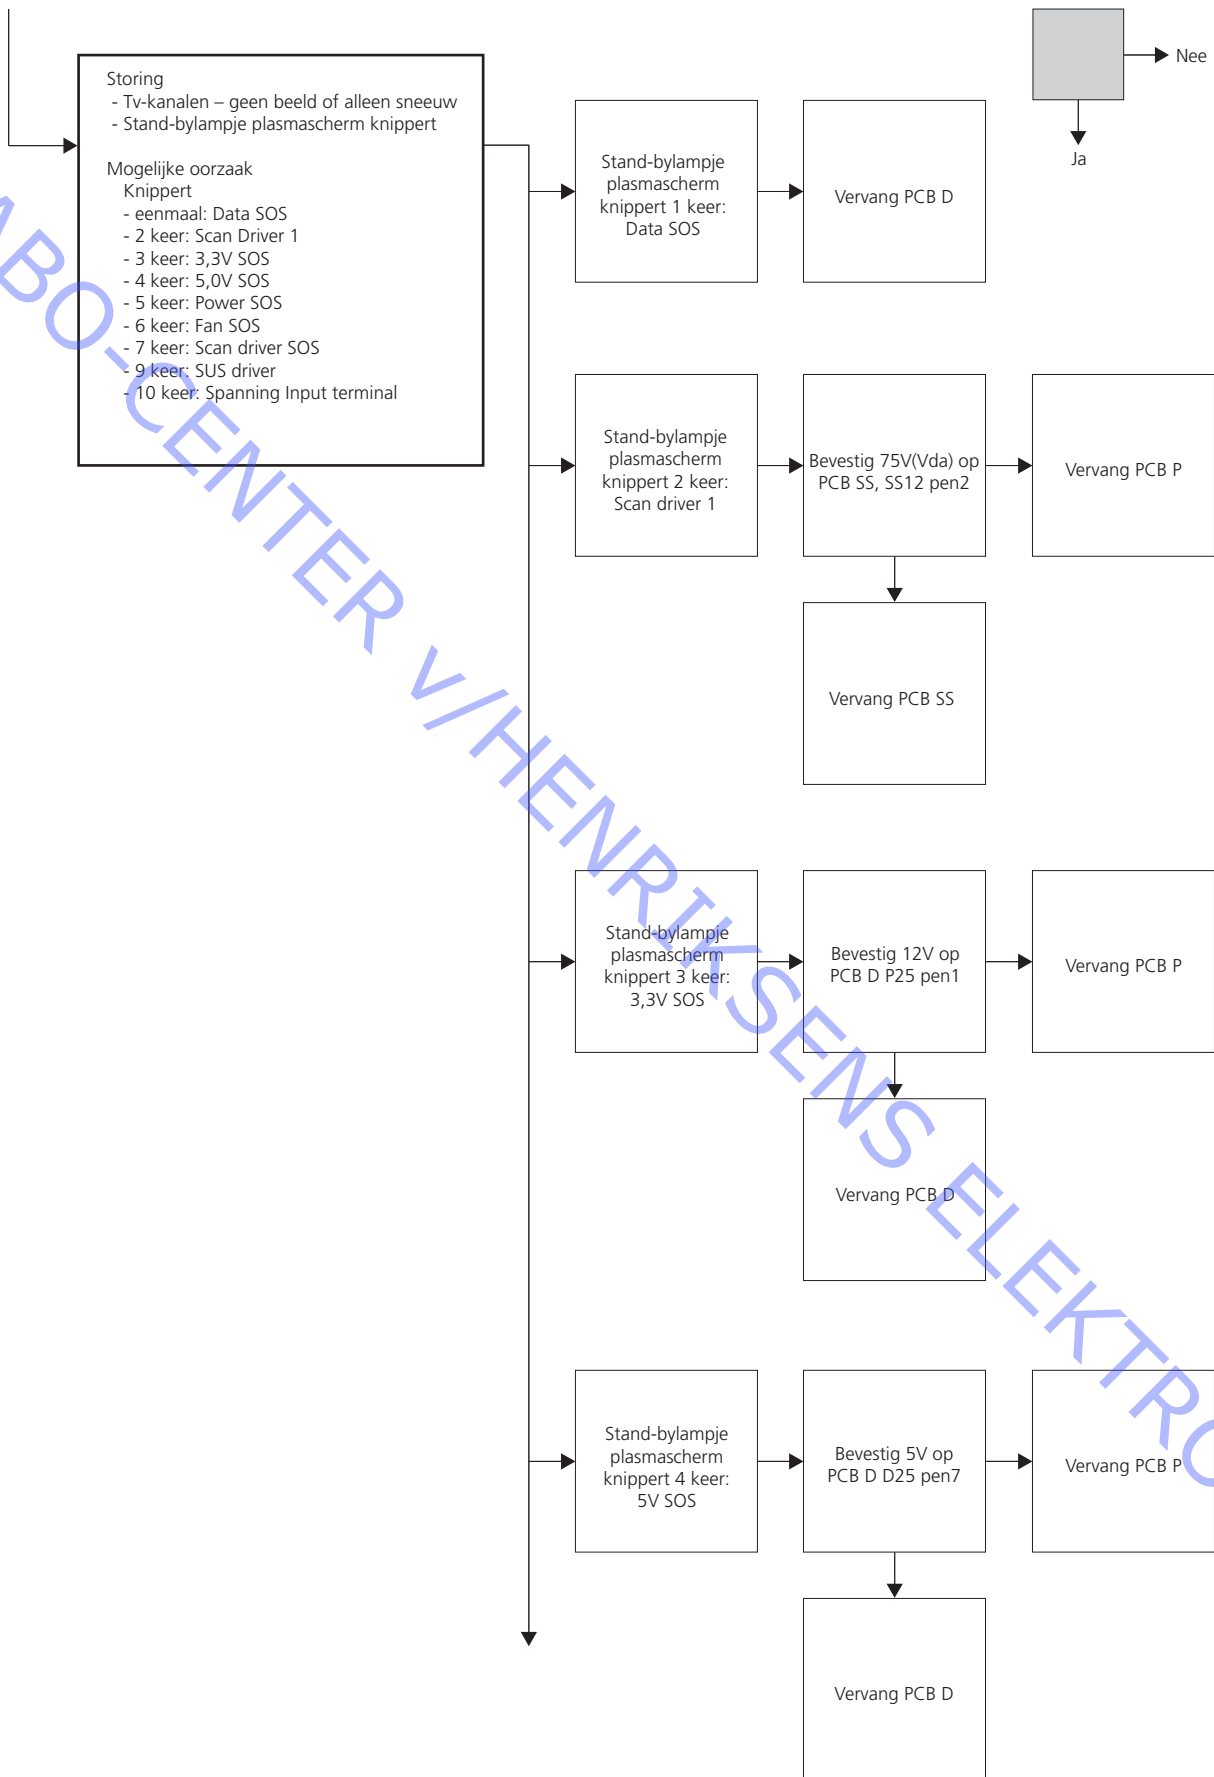 Nee
Ja
Storing
- Tv-kanalen – geen beeld of alleen sneeuw
- Stand-bylampje plasmascherm knippert
Mogelijke oorzaak
Knippert
- eenmaal: Data SOS
- 2 keer: Scan Driver 1
- 3 keer: 3,3V SOS
- 4 keer: 5,0V SOS
- 5 keer: Power SOS
- 6 keer: Fan SOS
- 7 keer: Scan driver SOS
- 9 keer: SUS driver
- 10 keer: Spanning Input terminal
Stand-bylampje
plasmascherm
knippert 1 keer:
Data SOS
Vervang PCB D
Stand-bylampje
plasmascherm
knippert 2 keer:
Scan driver 1
Bevestig 75V(Vda) op
PCB SS, SS12 pen2
Vervang PCB P
Vervang PCB SS
Stand-bylampje
plasmascherm
knippert 3 keer:
3,3V SOS
Bevestig 12V op
PCB D P25 pen1
Vervang PCB P
Vervang PCB D
Stand-bylampje
plasmascherm
knippert 4 keer:
5V SOS
Bevestig 5V op
PCB D D25 pen7
Vervang PCB P
Vervang PCB D
ABO-CENTER v/HENRIKSENS ELEKTRO